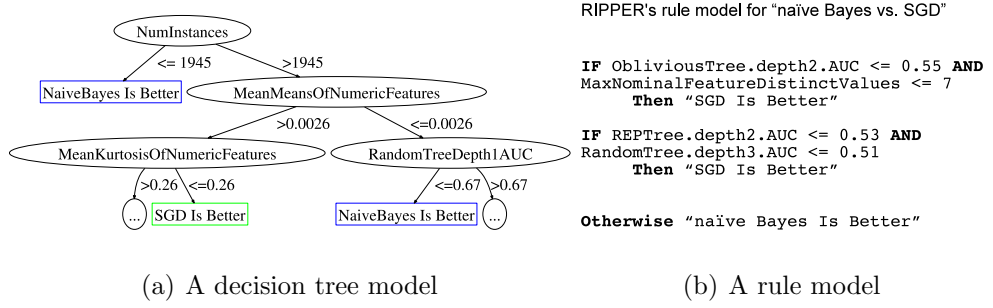 NumInstances
<= 1945
>1945
NaiveBayes Is Better
MeanMeansOfNumericFeatures
>0.0026
<=0.0026
MeanKurtosisOfNumericFeatures
RandomTreeDepth1AUC
>0.26
<=0.26
<=0.67
>0.67
...
SGD Is Better
NaiveBayes Is Better
...
(a) A decision tree model
RIPPER's rule model for “naïve Bayes vs. SGD”
IF ObliviousTree.depth2.AUC <= 0.55 AND
MaxNominalFeatureDistinctValues <= 7
Then “SGD Is Better”
IF REPTree.depth2.AUC <= 0.53 AND
RandomTree.depth3.AUC <= 0.51
Then “SGD Is Better”
Otherwise “naïve Bayes Is Better”
(b) A rule model